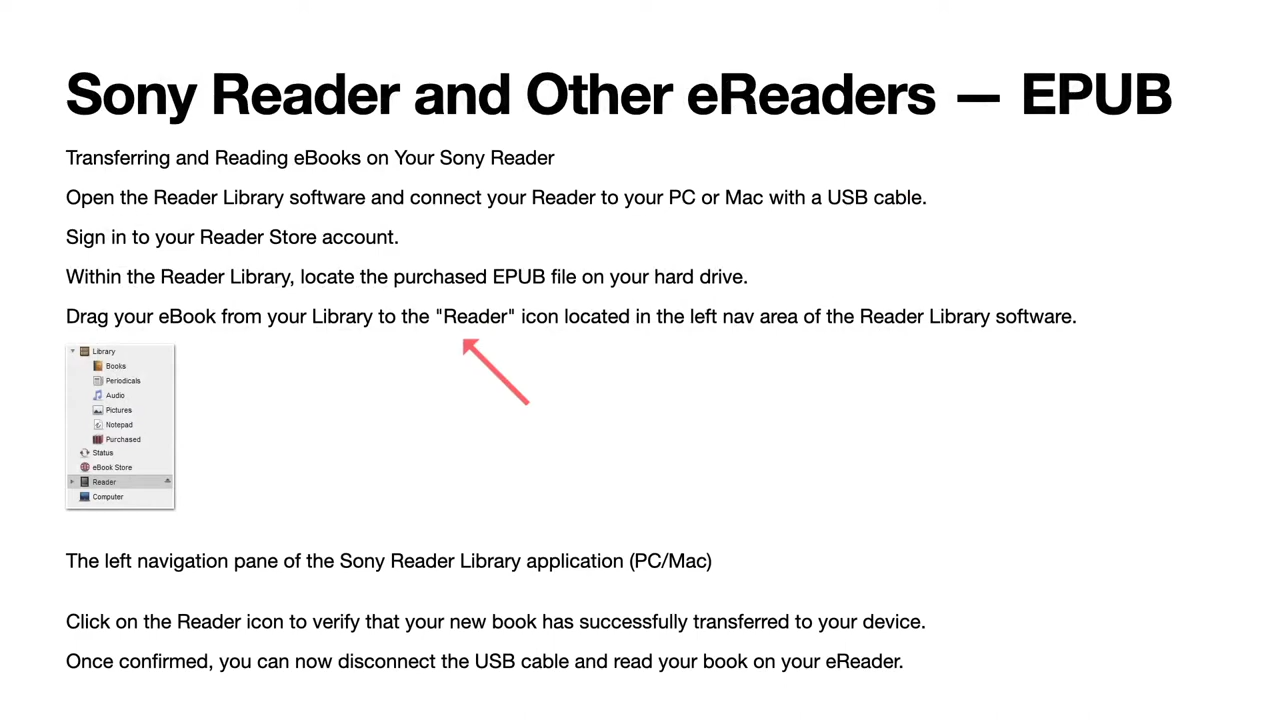 Sony Reader and Other eReaders — EPUB
Transferring and Reading eBooks on Your Sony Reader
Open the Reader Library software and connect your Reader to your PC or Mac with a USB cable.
Sign in to your Reader Store account.
Within the Reader Library, locate the purchased EPUB file on your hard drive.
Drag your eBook from your Library to the "Reader" icon located in the left nav area of the Reader Library software.
Library
Books
Periodicals
Audio
Pictures
Notepad
Purchased
Status
eBook Store
Reader
Computer
The left navigation pane of the Sony Reader Library application (PC/Mac)
Click on the Reader icon to verify that your new book has successfully transferred to your device.
Once confirmed, you can now disconnect the USB cable and read your book on your eReader.